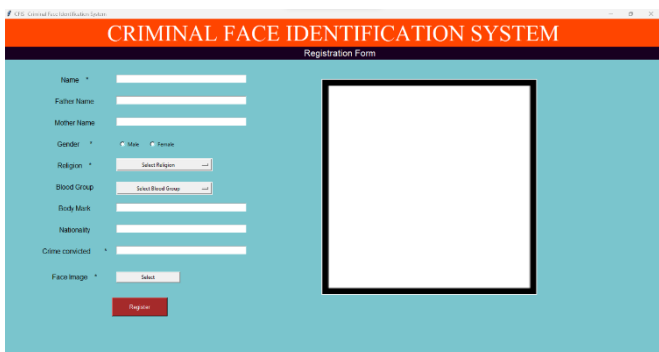 CFIS: Criminal Face Identification System
CRIMINAL FACE IDENTIFICATION SYSTEM
Registration Form
Name *
Father Name
Mother Name
Gender * Male Female
Religion * Select Religion
Blood Group Select Blood Group
Body Mark
Nationality
Crime convicted *
Face Image * Select
Register